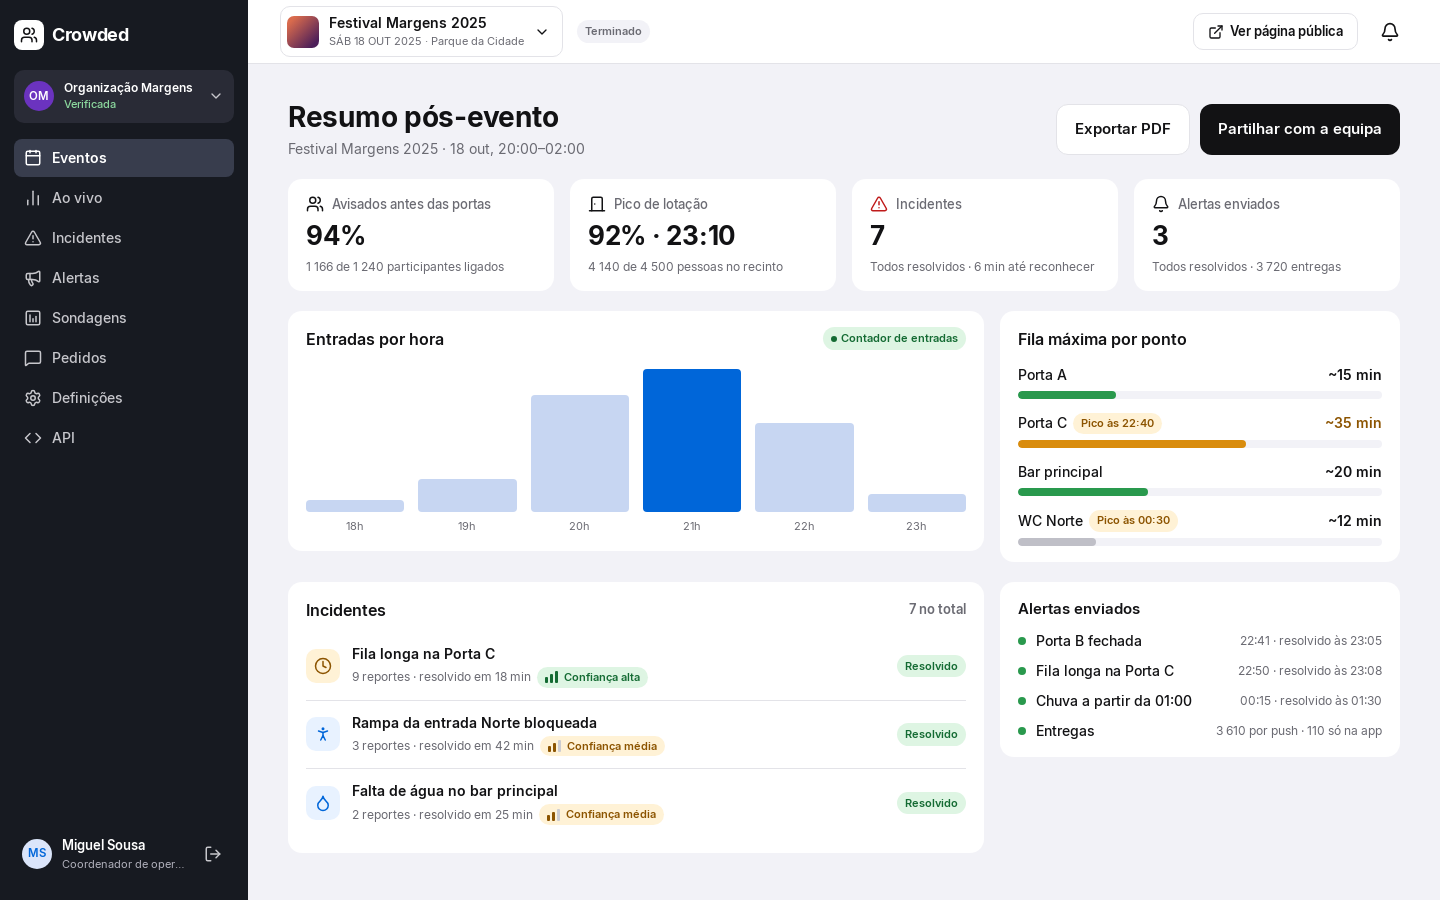 Crowded
OM
Organização Margens
Verificada
Eventos
Ao vivo
Incidentes
Alertas
Sondagens
Pedidos
Definições
API
MS
Miguel Sousa
Coordenador de oper...
Festival Margens 2025
SÁB 18 OUT 2025 · Parque da Cidade
Terminado
Ver página pública
Resumo pós-evento
Festival Margens 2025 · 18 out, 20:00–02:00
Exportar PDF
Partilhar com a equipa
Avisados antes das portas
94%
1 166 de 1 240 participantes ligados
Pico de lotação
92% · 23:10
4 140 de 4 500 pessoas no recinto
Incidentes
7
Todos resolvidos · 6 min até reconhecer
Alertas enviados
3
Todos resolvidos · 3 720 entregas
Entradas por hora
Contador de entradas
18h 19h 20h 21h 22h 23h
Fila máxima por ponto
Porta A ~15 min
Porta C Pico às 22:40 ~35 min
Bar principal ~20 min
WC Norte Pico às 00:30 ~12 min
Incidentes 7 no total
Fila longa na Porta C
9 reportes · resolvido em 18 min Confiança alta
Resolvido
Rampa da entrada Norte bloqueada
3 reportes · resolvido em 42 min Confiança média
Resolvido
Falta de água no bar principal
2 reportes · resolvido em 25 min Confiança média
Resolvido
Alertas enviados
Porta B fechada 22:41 · resolvido às 23:05
Fila longa na Porta C 22:50 · resolvido às 23:08
Chuva a partir da 01:00 00:15 · resolvido às 01:30
Entregas 3 610 por push · 110 só na app